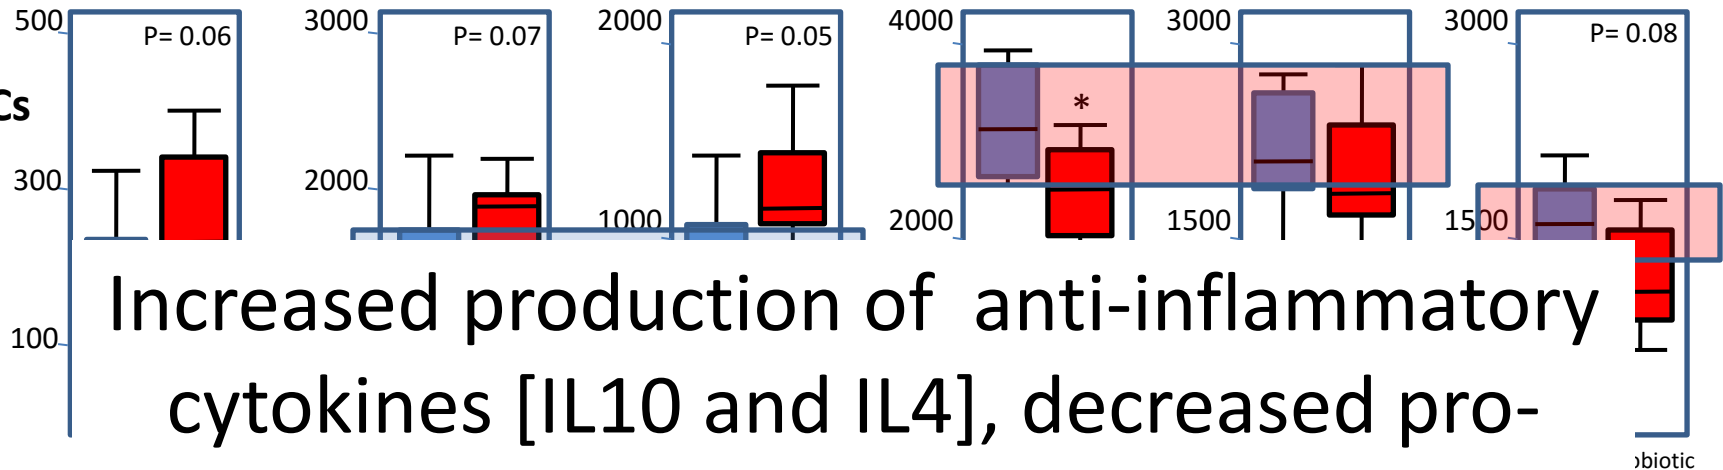 500 3000 2000 4000 3000 3000
P= 0.06 P= 0.07 P= 0.05 P= 0.08
Cs *
300 2000 1000 2000 1500 1500
Increased production of anti-inflammatory
100
cytokines [IL10 and IL4], decreased pro-
obiotic